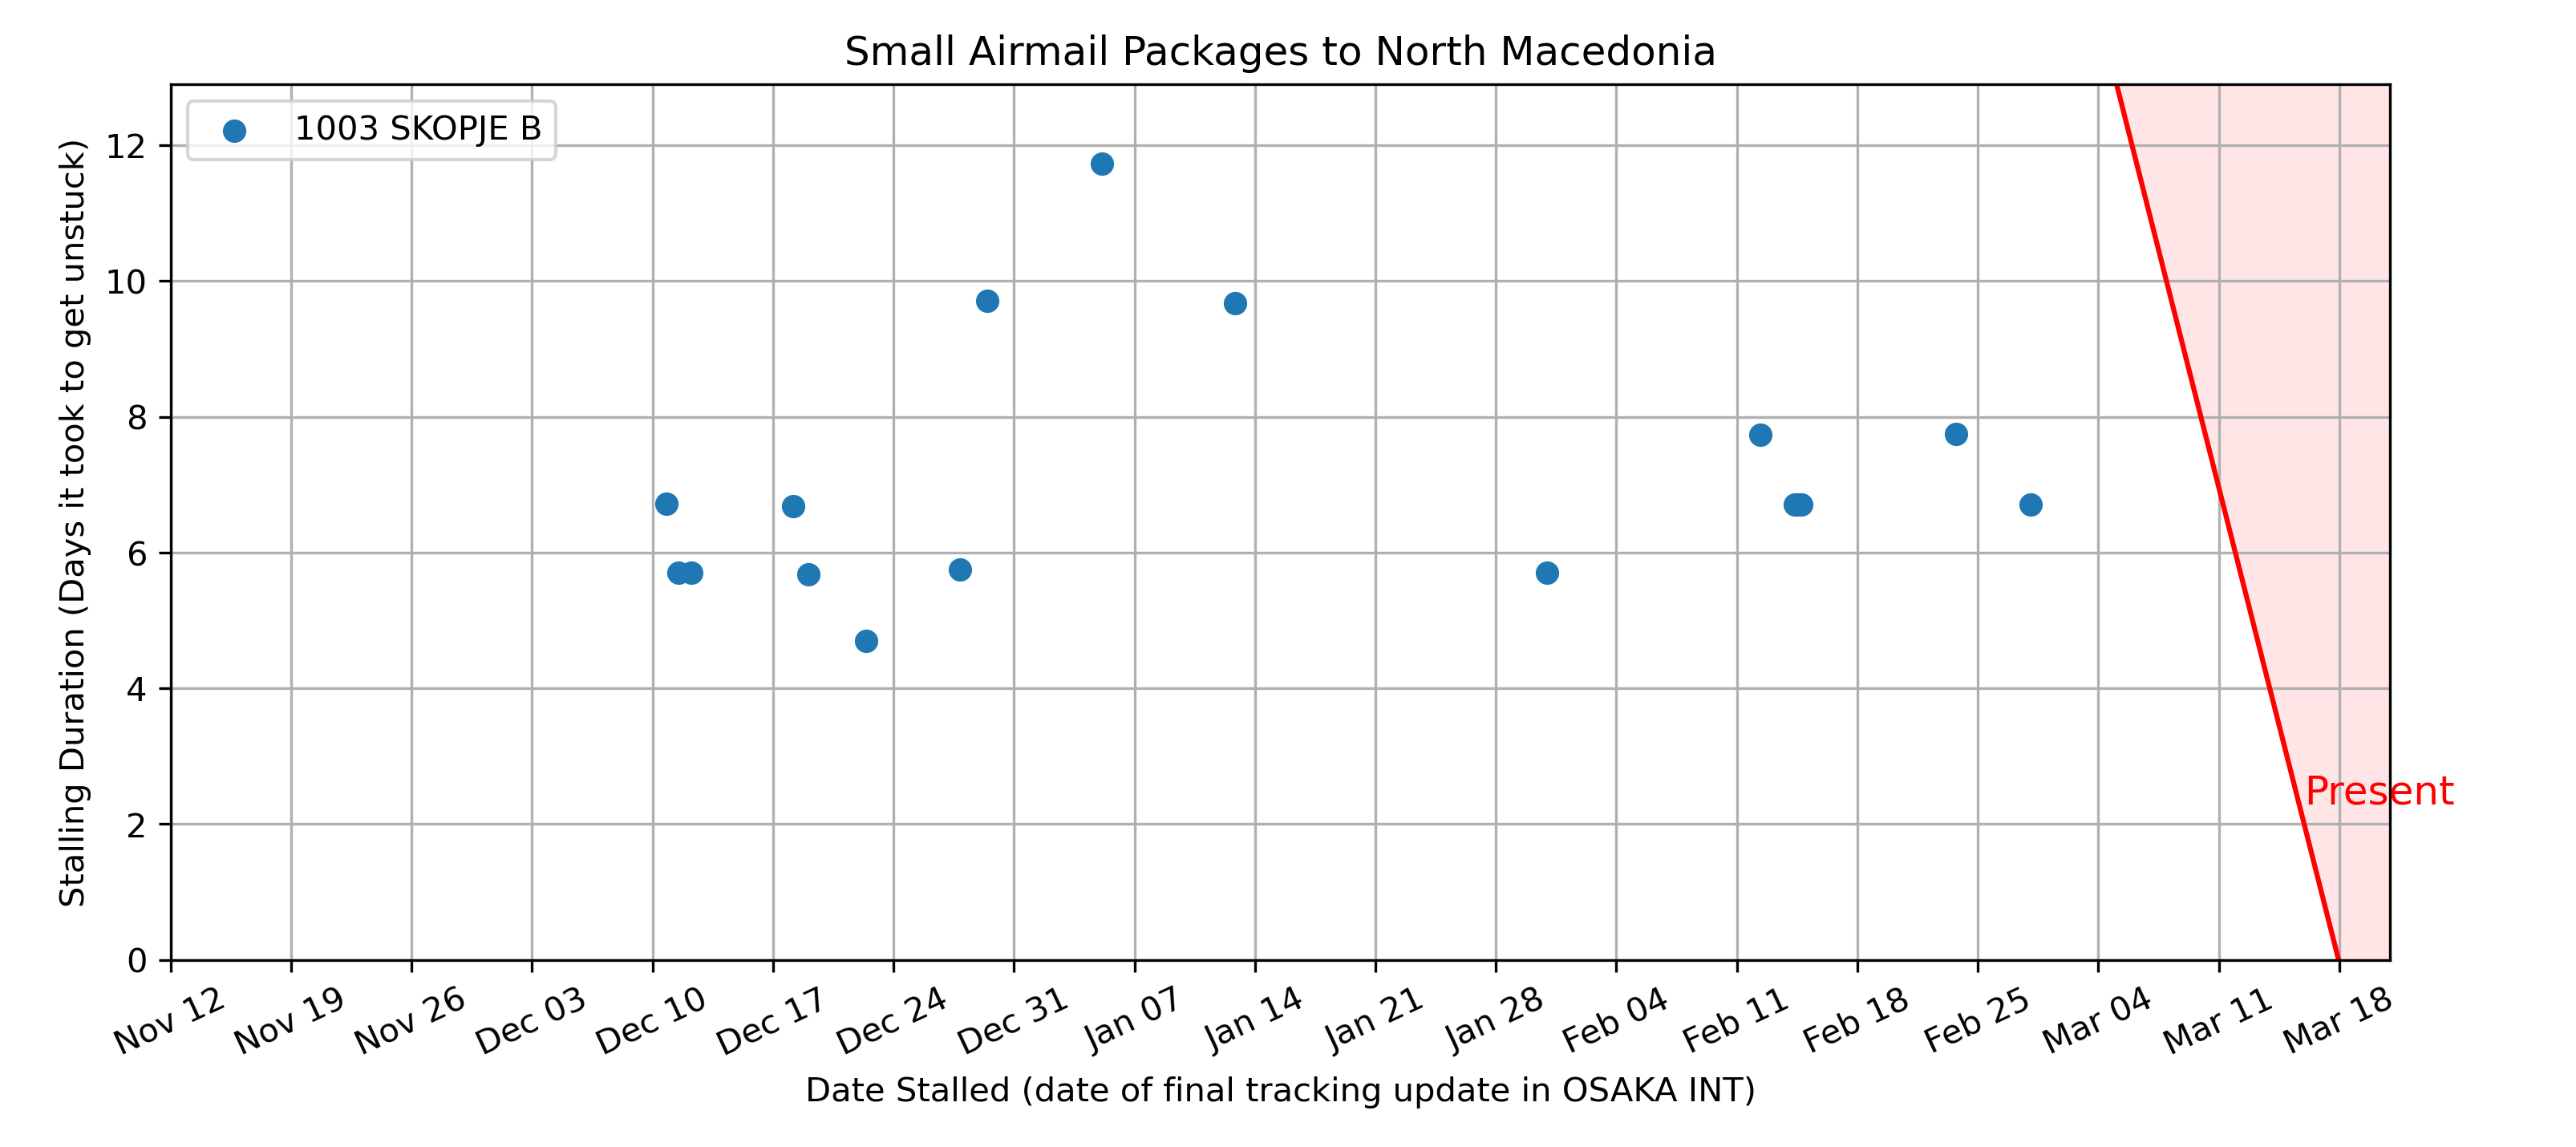 Small Airmail Packages to North Macedonia
1003 SKOPJE B
Stalling Duration (Days it took to get unstuck)
12
10
8
6
4
2
0
Present
Nov 12 Nov 19 Nov 26 Dec 03 Dec 10 Dec 17 Dec 24 Dec 31 Jan 07 Jan 14 Jan 21 Jan 28 Feb 04 Feb 11 Feb 18 Feb 25 Mar 04 Mar 11 Mar 18
Date Stalled (date of final tracking update in OSAKA INT)